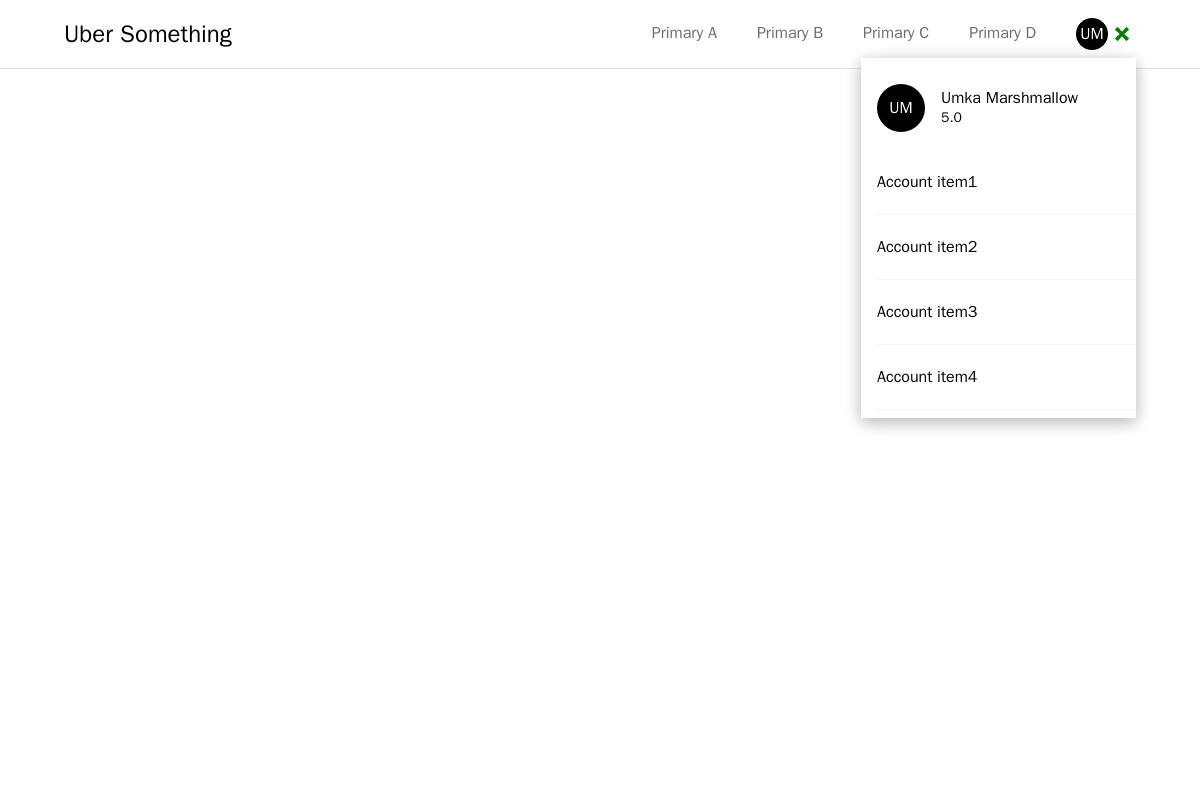 Uber Something
Primary A
Primary B
Primary C
Primary D
UM
UM
Umka Marshmallow
5.0
Account item1
Account item2
Account item3
Account item4